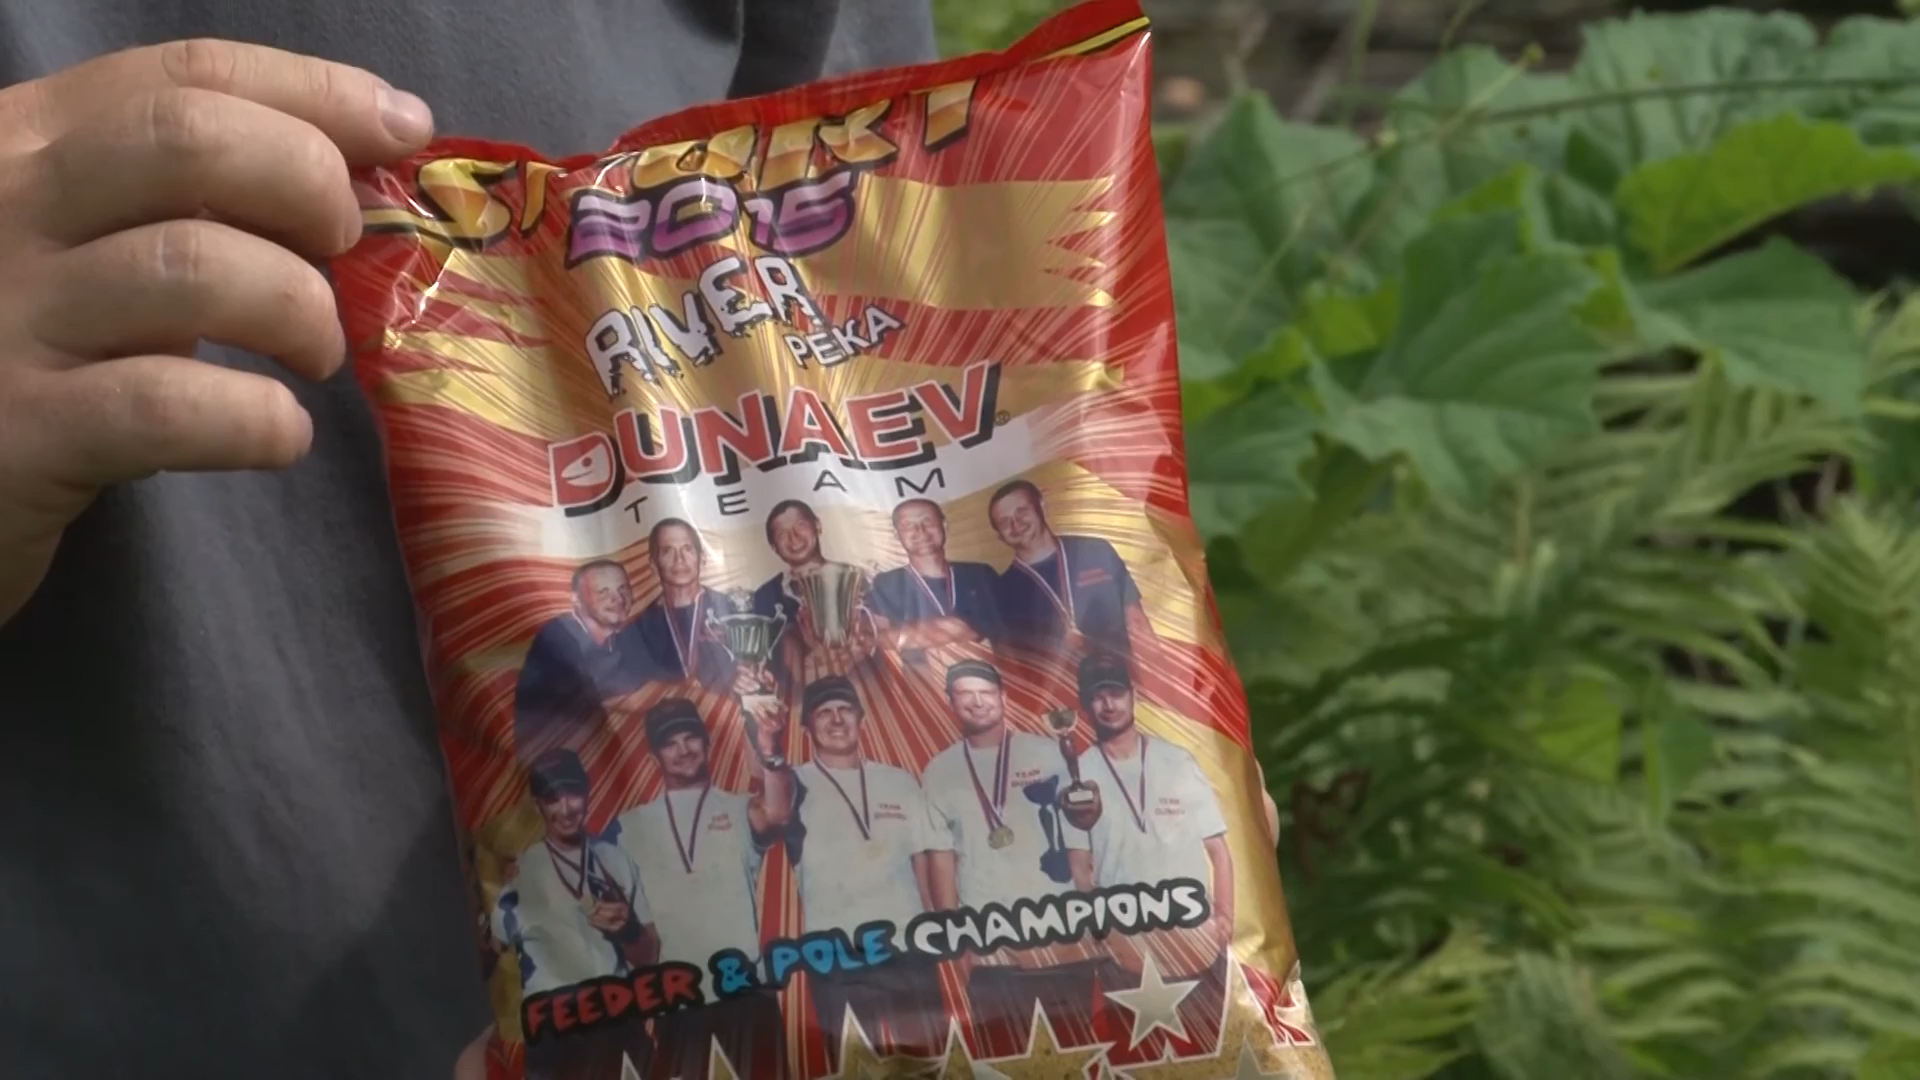 2015
RIVER
РЕКА
DUNAEV®
TEAM
FEEDER & POLE CHAMPIONS